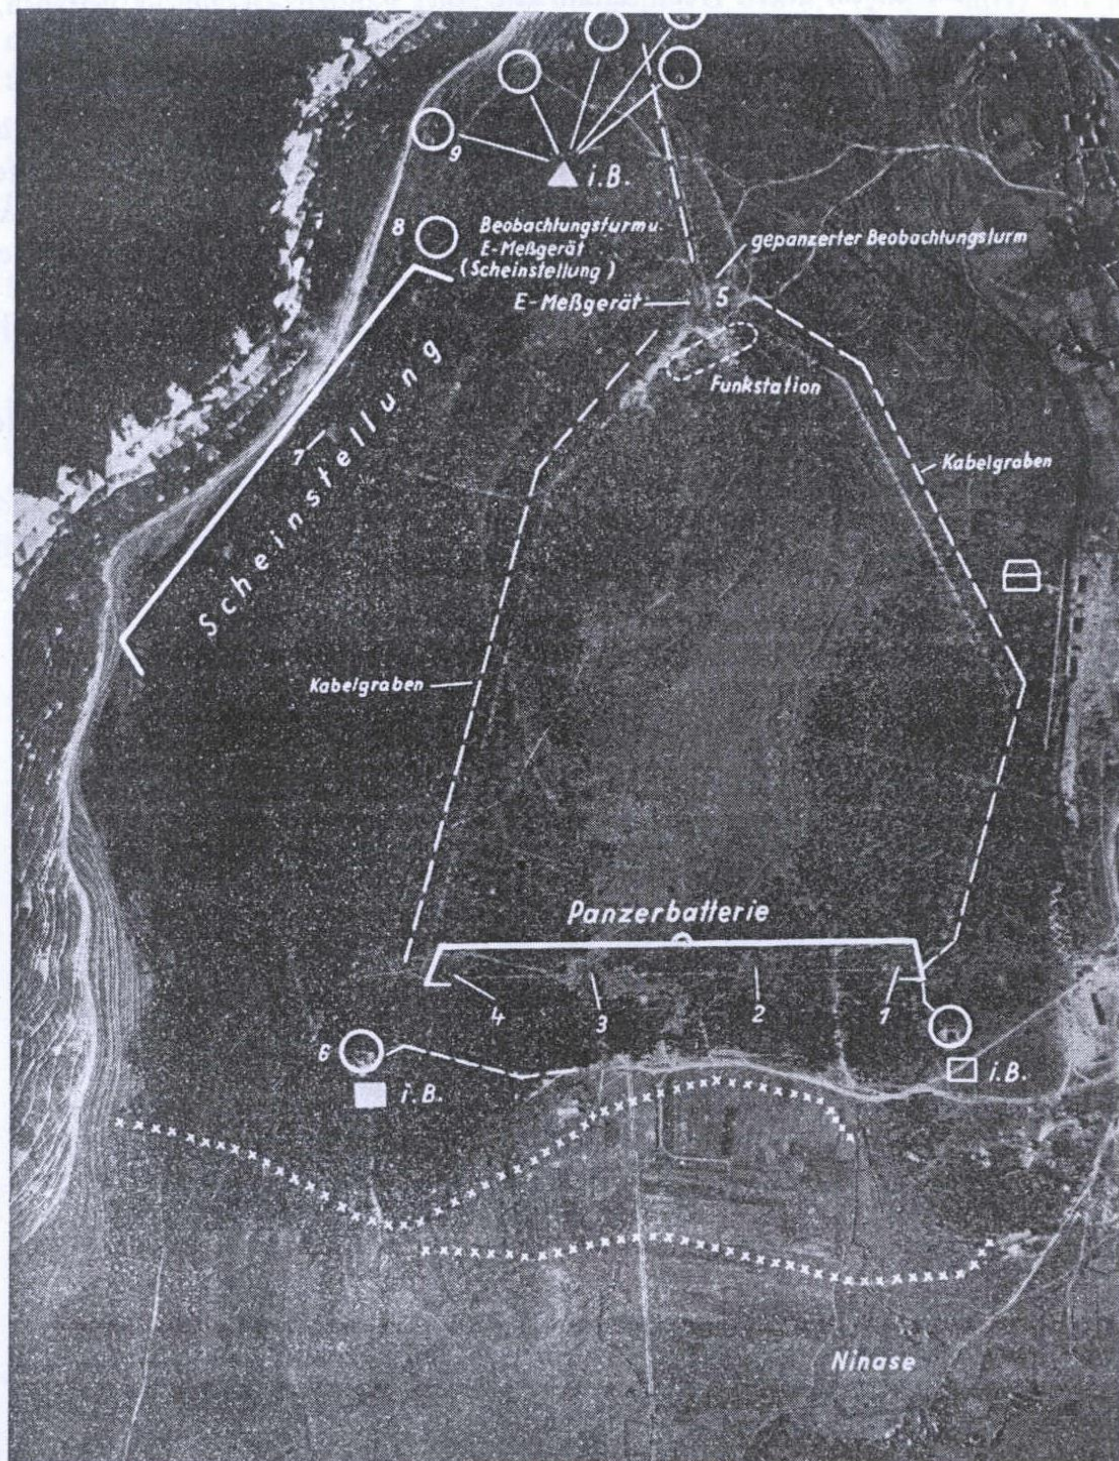 9
i.B.
8
Beobachtungsturm u.
E-Meßgerät
(Scheinstellung)
gepanzerter Beobachtungsturm
E-Meßgerät
5
Funkstation
7
Scheinstellung
Kabelgraben
Kabelgraben
Panzerbatterie
4
3
2
1
6
i.B.
i.B.
Ninase